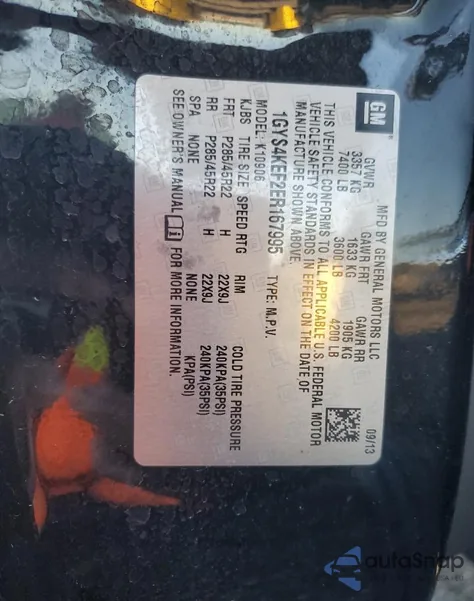 GM
MFD BY GENERAL MOTORS LLC
09/13
GVWR GAWR FRT GAWR RR
3357 KG 1633 KG 1905 KG
7400 LB 3600 LB 4200 LB
THIS VEHICLE CONFORMS TO ALL APPLICABLE U.S. FEDERAL MOTOR
VEHICLE SAFETY STANDARDS IN EFFECT ON THE DATE OF
MANUFACTURE SHOWN ABOVE.
1GYS4KEF2ER167995 TYPE: M.P.V.
MODEL: K10906
KJBS TIRE SIZE SPEED RTG RIM COLD TIRE PRESSURE
FRT P285/45R22 H 22X9J 240KPA(35PSI)
RR P285/45R22 H 22X9J 240KPA(35PSI)
SPA NONE NONE KPA(PSI)
SEE OWNER'S MANUAL FOR MORE INFORMATION.
autoSnap